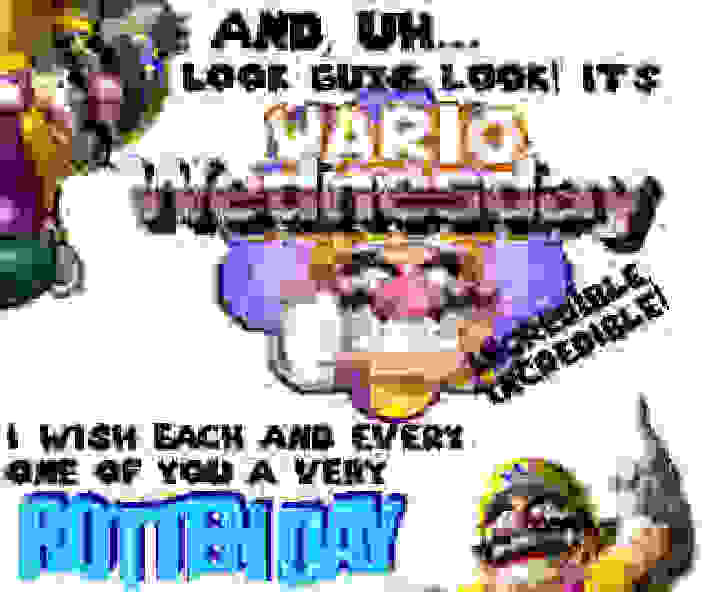 AND, UH...
LOOK GUYS, LOOK! IT'S
WARIO
Wednesday
INCREDIBLE
INCREDIBLE!
I WISH EACH AND EVERY
ONE OF YOU A VERY
ROTTEN DAY